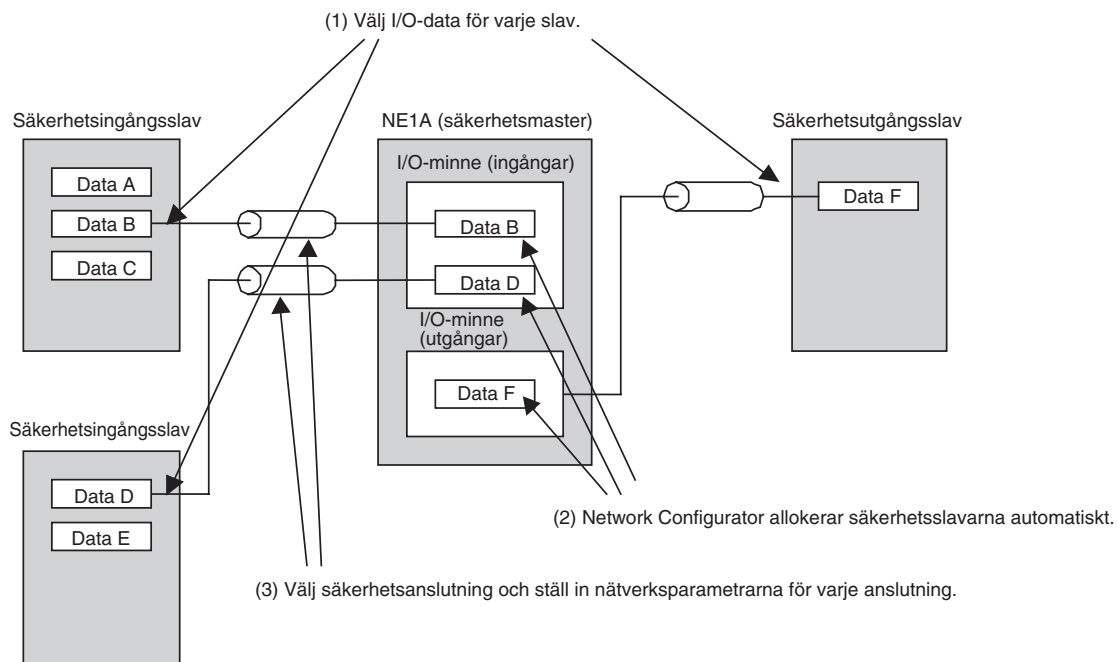 (1) Välj I/O-data för varje slav.
Säkerhetsingångsslav
Data A
Data B
Data C
NE1A (säkerhetsmaster)
I/O-minne (ingångar)
Data B
Data D
I/O-minne
(utgångar)
Data F
Säkerhetsutgångsslav
Data F
Säkerhetsingångsslav
Data D
Data E
(2) Network Configurator allokerar säkerhetsslavarna automatiskt.
(3) Välj säkerhetsanslutning och ställ in nätverksparametrarna för varje anslutning.